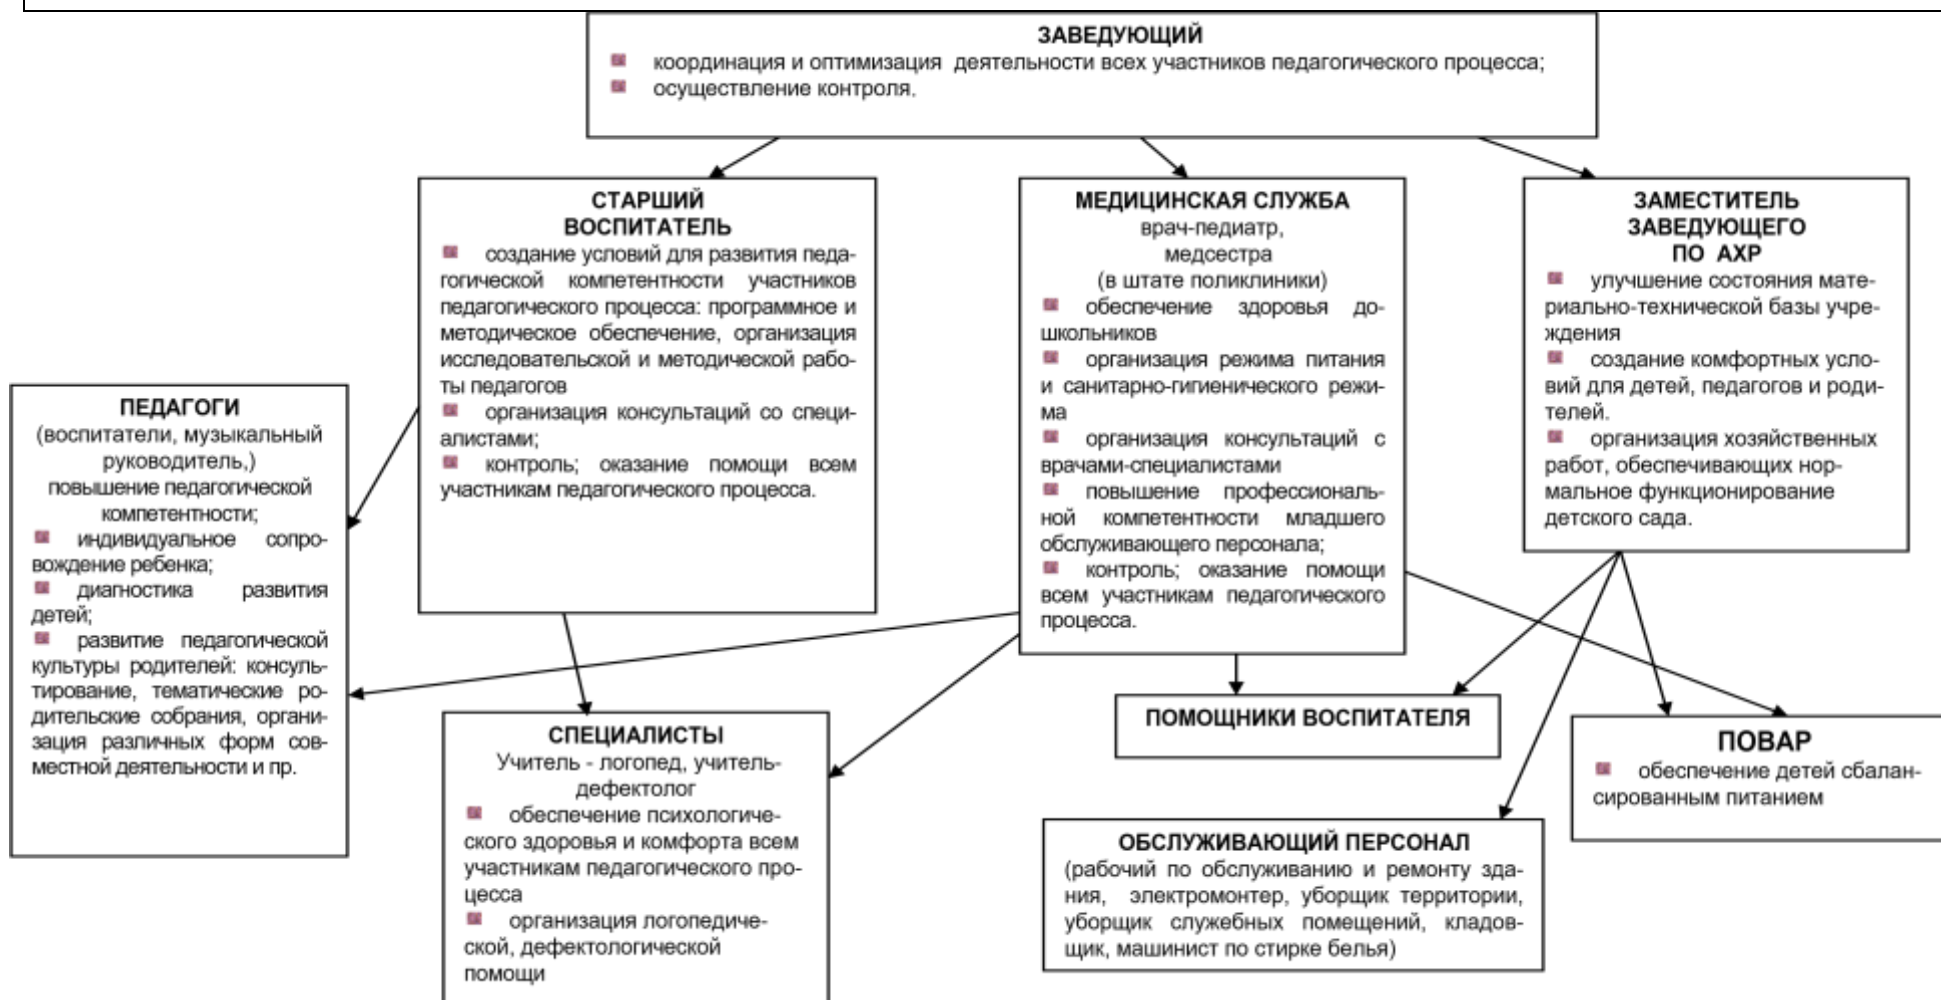 ЗАВЕДУЮЩИЙ
координация и оптимизация деятельности всех участников педагогического процесса;
осуществление контроля.
СТАРШИЙ
ВОСПИТАТЕЛЬ
создание условий для развития педа-
гогической компетентности участников
педагогического процесса: программное и
методическое обеспечение, организация
исследовательской и методической рабо-
ты педагогов
организация консультаций со специ-
алистами;
контроль; оказание помощи всем
участникам педагогического процесса.
МЕДИЦИНСКАЯ СЛУЖБА
врач-педиатр,
медсестра
(в штате поликлиники)
обеспечение здоровья до-
школьников
организация режима питания
и санитарно-гигиенического режи-
ма
организация консультаций с
врачами-специалистами
повышение профессиональ-
ной компетентности младшего
обслуживающего персонала;
контроль; оказание помощи
всем участникам педагогического
процесса.
ЗАМЕСТИТЕЛЬ
ЗАВЕДУЮЩЕГО
ПО АХР
улучшение состояния мате-
риально-технической базы учре-
ждения
создание комфортных усло-
вий для детей, педагогов и роди-
телей.
организация хозяйственных
работ, обеспечивающих нор-
мальное функционирование
детского сада.
ПЕДАГОГИ
(воспитатели, музыкальный
руководитель,)
повышение педагогической
компетентности;
индивидуальное сопро-
вождение ребенка;
диагностика развития
детей;
развитие педагогической
культуры родителей: консуль-
тирование, тематические ро-
дительские собрания, органи-
зация различных форм сов-
местной деятельности и пр.
СПЕЦИАЛИСТЫ
Учитель - логопед, учитель-
дефектолог
обеспечение психологиче-
ского здоровья и комфорта всем
участникам педагогического про-
цесса
организация логопедиче-
ской, дефектологической
помощи
ПОМОЩНИКИ ВОСПИТАТЕЛЯ
ПОВАР
обеспечение детей сбалан-
сированным питанием
ОБСЛУЖИВАЮЩИЙ ПЕРСОНАЛ
(рабочий по обслуживанию и ремонту зда-
ния, электромонтер, уборщик территории,
уборщик служебных помещений, кладов-
щик, машинист по стирке белья)